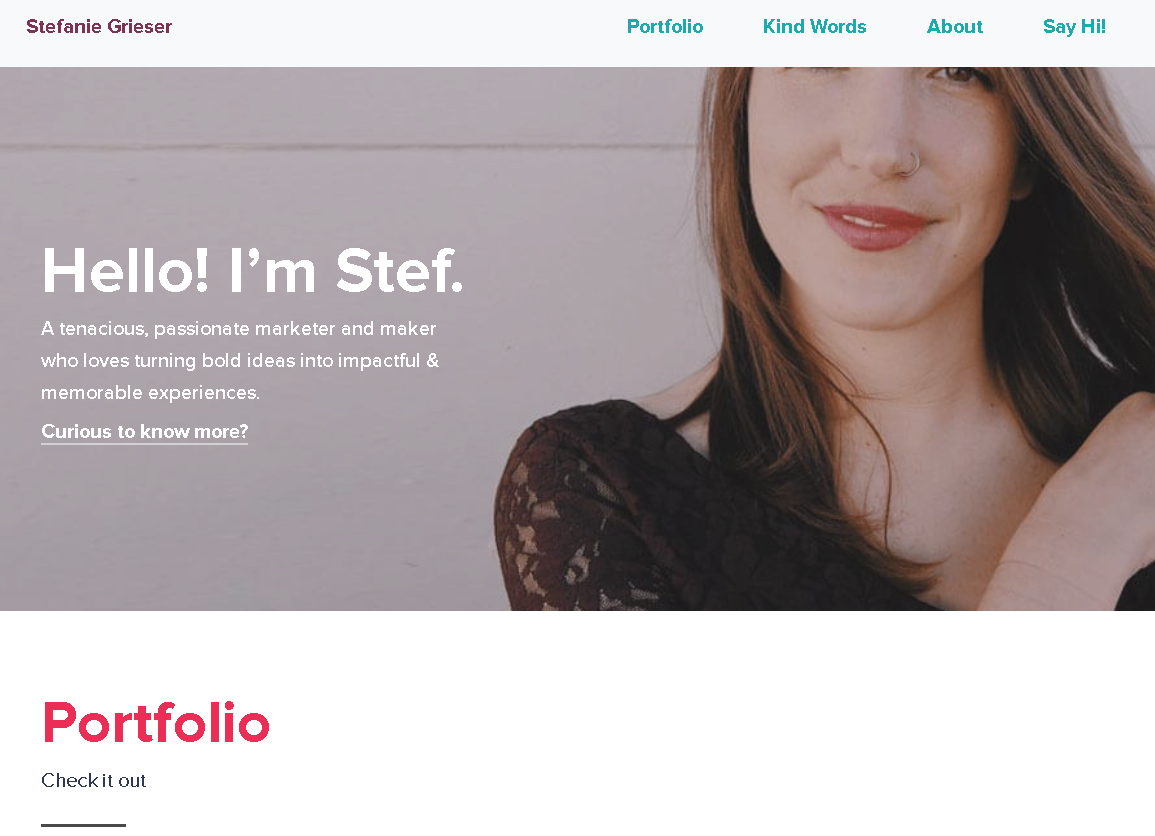 Stefanie Grieser
Portfolio
Kind Words
About
Say Hi!
Hello! I’m Stef.
A tenacious, passionate marketer and maker
who loves turning bold ideas into impactful &
memorable experiences.
Curious to know more?
Portfolio
Check it out